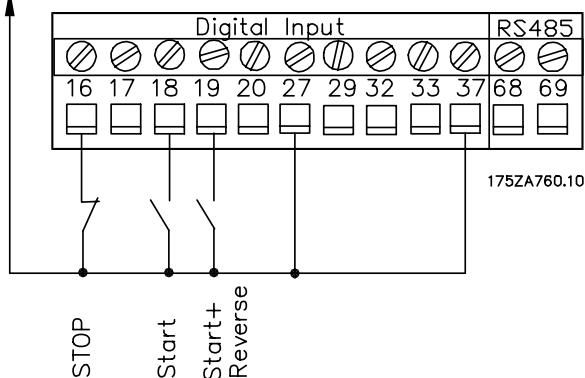 Digital Input RS485
16 17 18 19 20 27 29 32 33 37 68 69
175ZA760.10
STOP
Start
Start+
Reverse